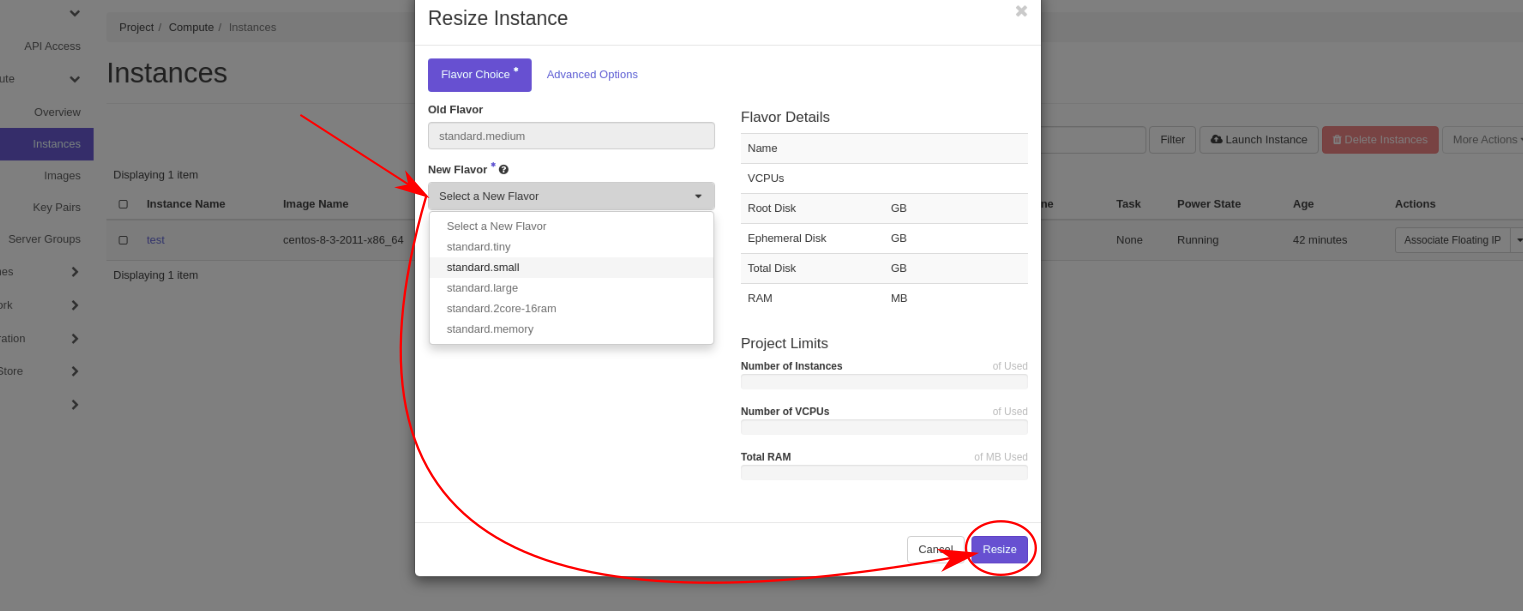 Resize Instance
Project / Compute / Instances
API Access
Instances
ute
Overview
Instances
Images
Key Pairs
Server Groups
nes
ork
ration
Store
Flavor Choice *
Advanced Options
Old Flavor
standard.medium
New Flavor *
Select a New Flavor
Select a New Flavor
standard.tiny
standard.small
standard.large
standard.2core-16ram
standard.memory
Flavor Details
Name
VCPUs
Root Disk GB
Ephemeral Disk GB
Total Disk GB
RAM MB
Project Limits
Number of Instances of Used
Number of VCPUs of Used
Total RAM of MB Used
Cancel Resize
Filter Launch Instance Delete Instances More Actions
Displaying 1 item
Instance Name Image Name ne Task Power State Age Actions
test centos-8-3-2011-x86_64 None Running 42 minutes Associate Floating IP
Displaying 1 item